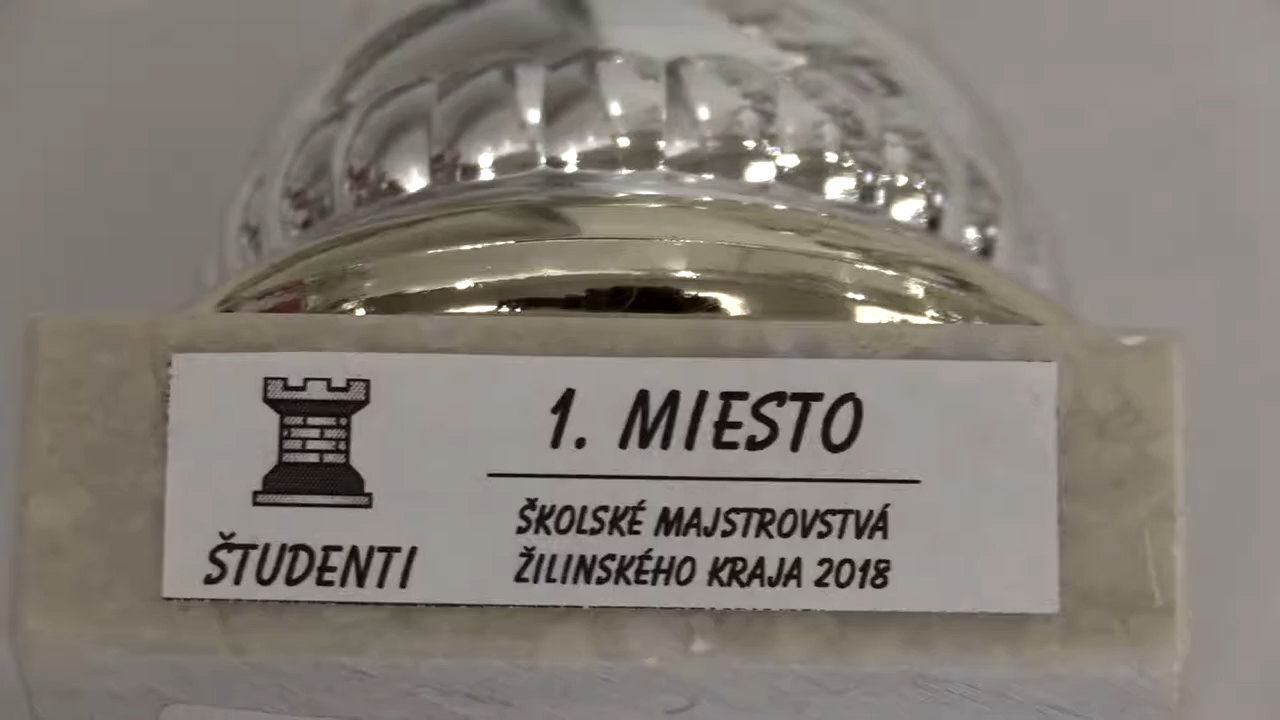 1. MIESTO
ŠKOLSKÉ MAJSTROVSTVÁ
ŽILINSKÉHO KRAJA 2018
ŠTUDENTI